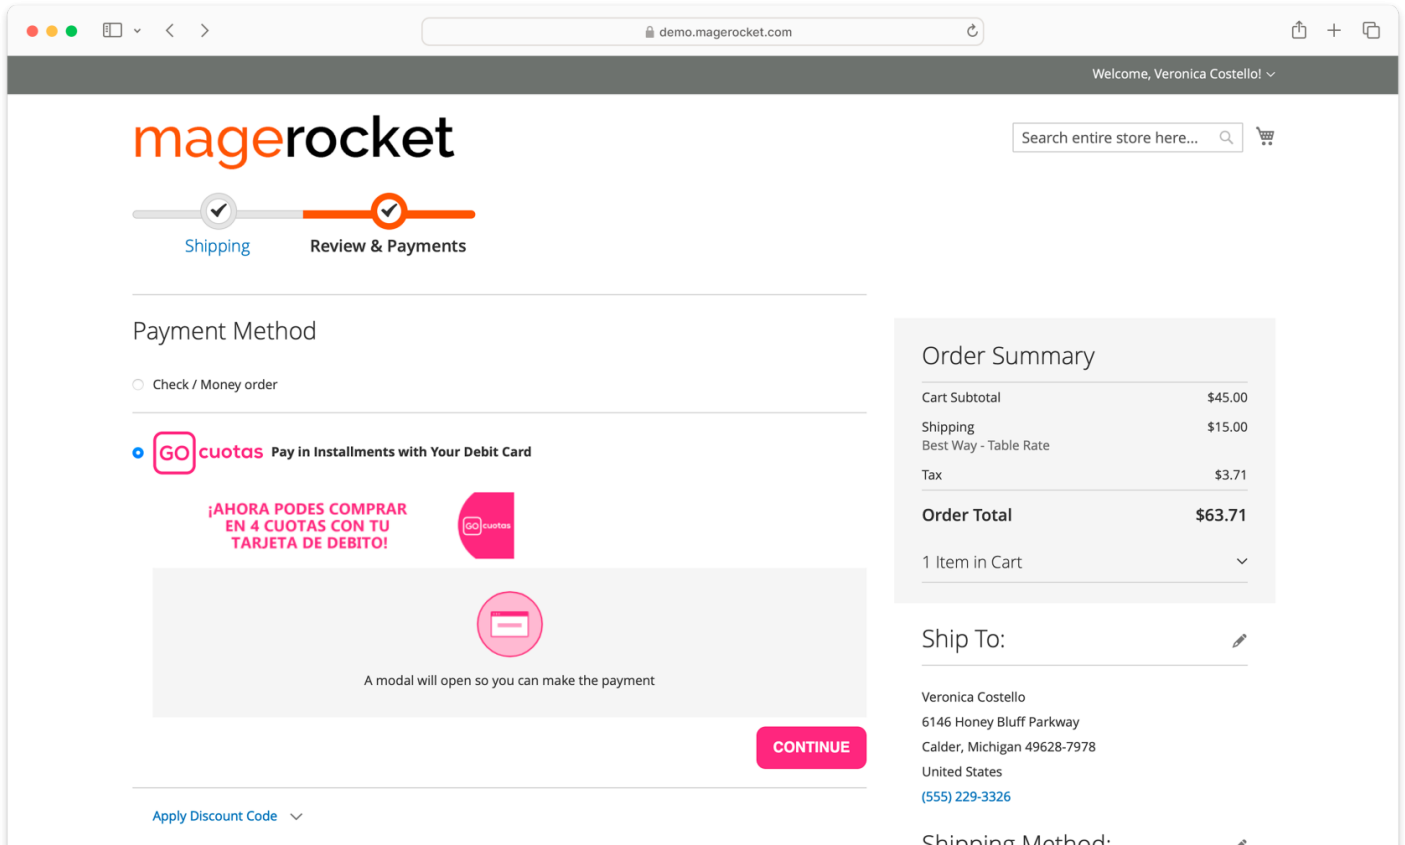 demo.magerocket.com
Welcome, Veronica Costello!
magerocket
Search entire store here...
Shipping
Review & Payments
Payment Method
Check / Money order
GO cuotas Pay in Installments with Your Debit Card
¡AHORA PODES COMPRAR
EN 4 CUOTAS CON TU
TARJETA DE DEBITO!
GO cuotas
A modal will open so you can make the payment
CONTINUE
Apply Discount Code
Order Summary
Cart Subtotal $45.00
Shipping $15.00
Best Way - Table Rate
Tax $3.71
Order Total $63.71
1 Item in Cart
Ship To:
Veronica Costello
6146 Honey Bluff Parkway
Calder, Michigan 49628-7978
United States
(555) 229-3326
Shipping Method: